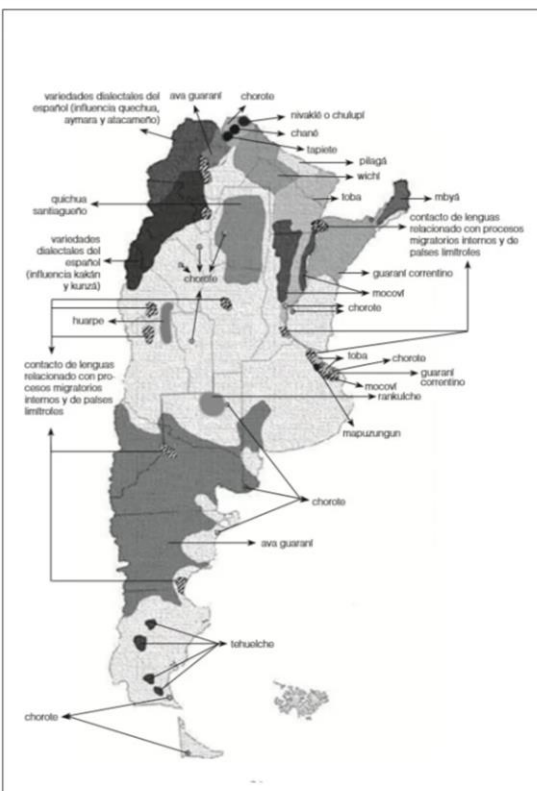 variedades dialectales del
español (influencia quechua,
aymara y atacameño)
ava guaraní
chorote
nivaklé o chulupí
chané
tapiete
pilagá
wichí
toba
mbyá
quichua
santiagueño
contacto de lenguas
relacionado con procesos
migratorios internos y de
países limítrofes
variedades
dialectales del
español
(influencia kakán
y kunzá)
guaraní correntino
chorote
mocoví
chorote
huarpe
contacto de lenguas
relacionado con pro-
cesos migratorios
internos y de países
limítrofes
toba
chorote
guaraní
correntino
mocoví
rankulche
mapuzungun
chorote
ava guaraní
tehuelche
chorote